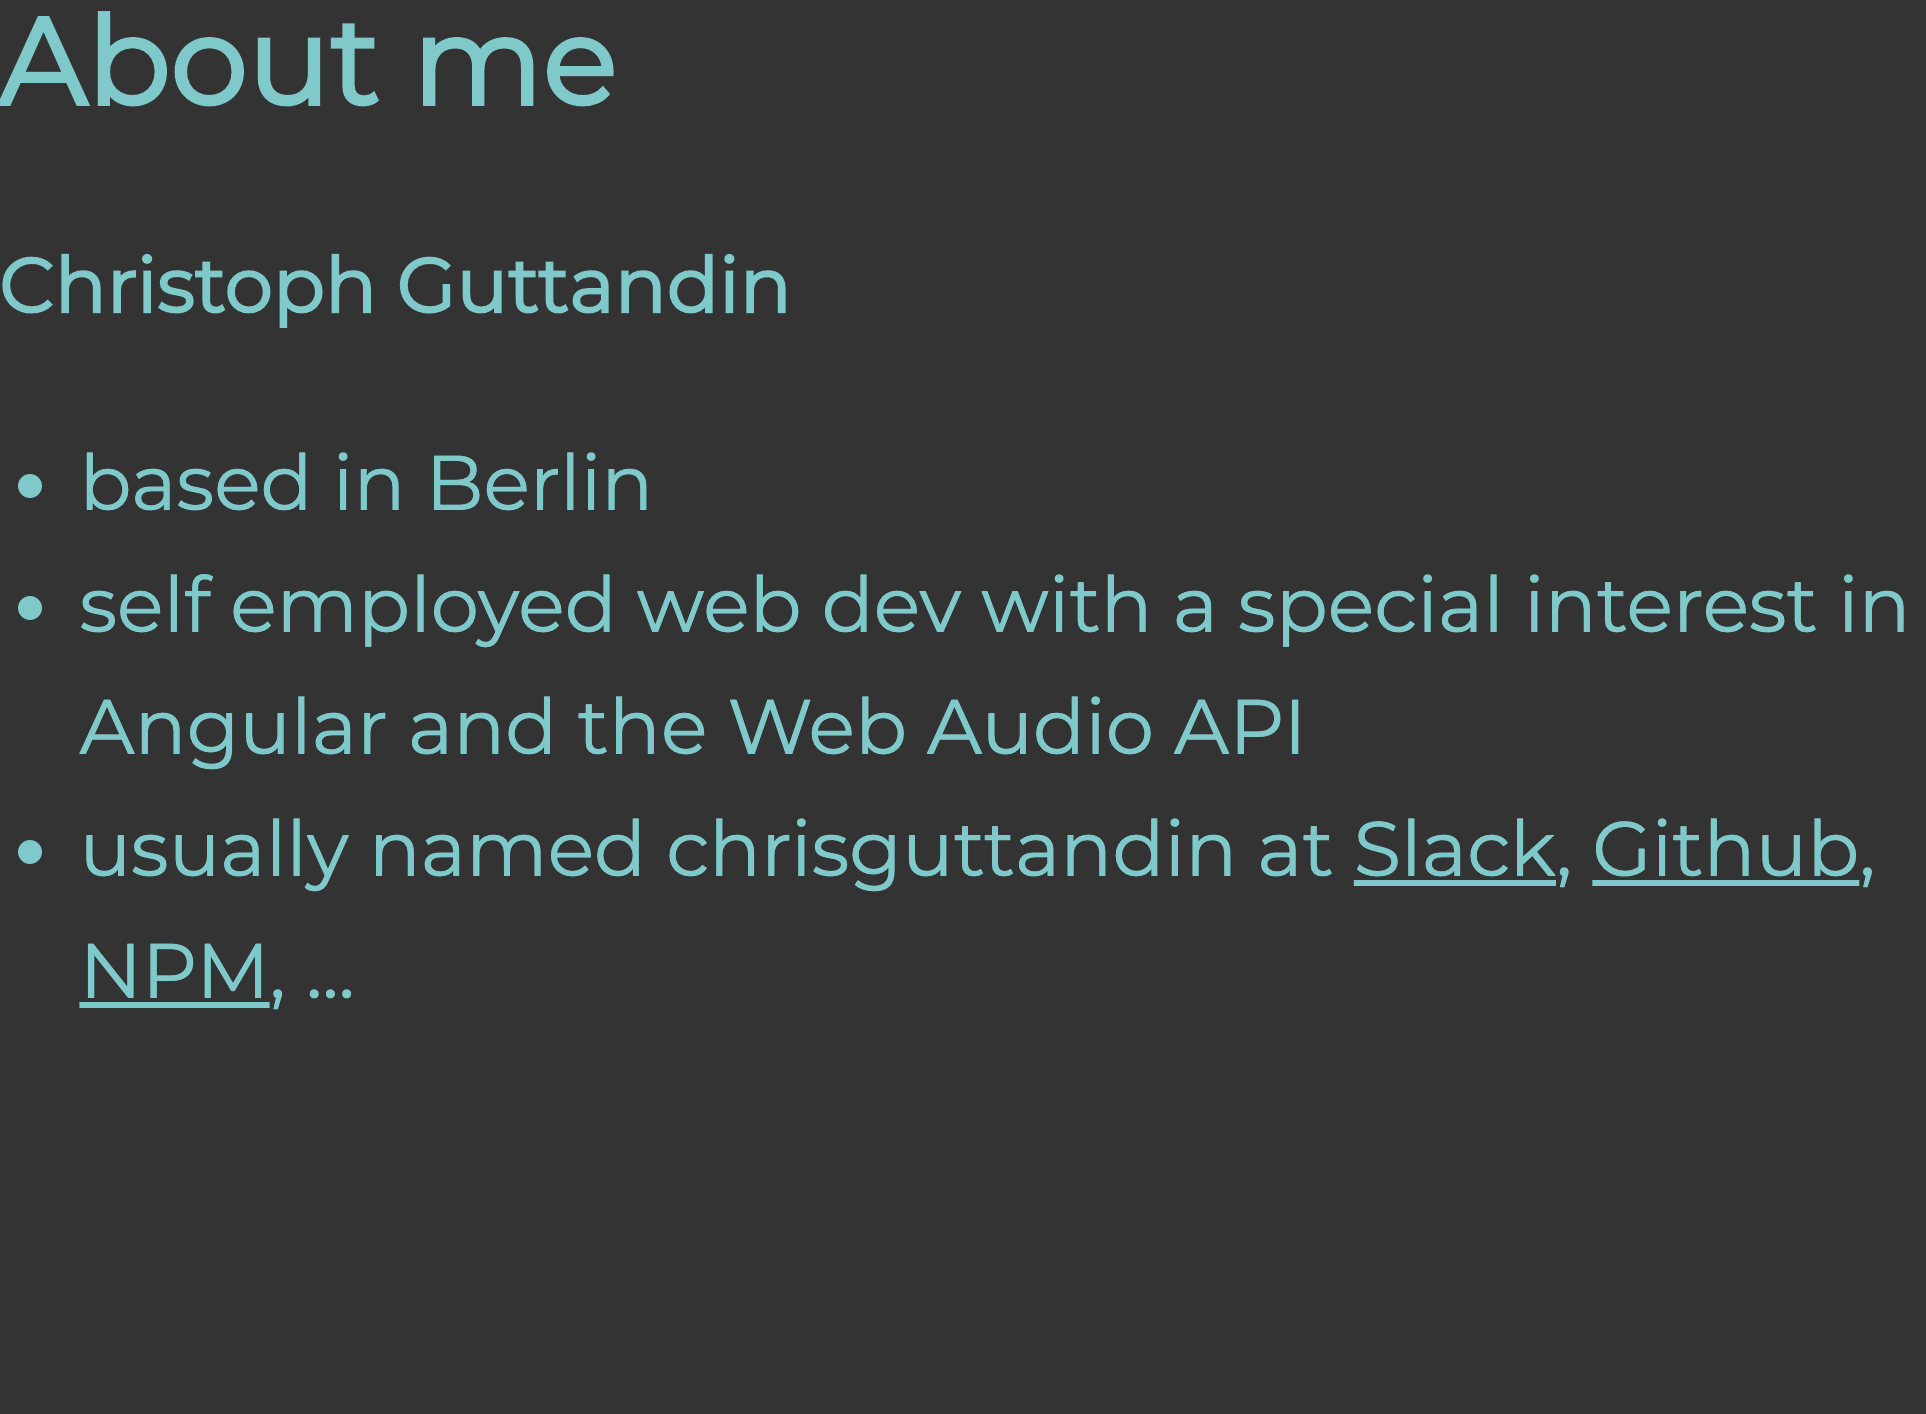 About me
Christoph Guttandin
• based in Berlin
• self employed web dev with a special interest in
Angular and the Web Audio API
• usually named chrisguttandin at Slack, Github,
NPM, ...